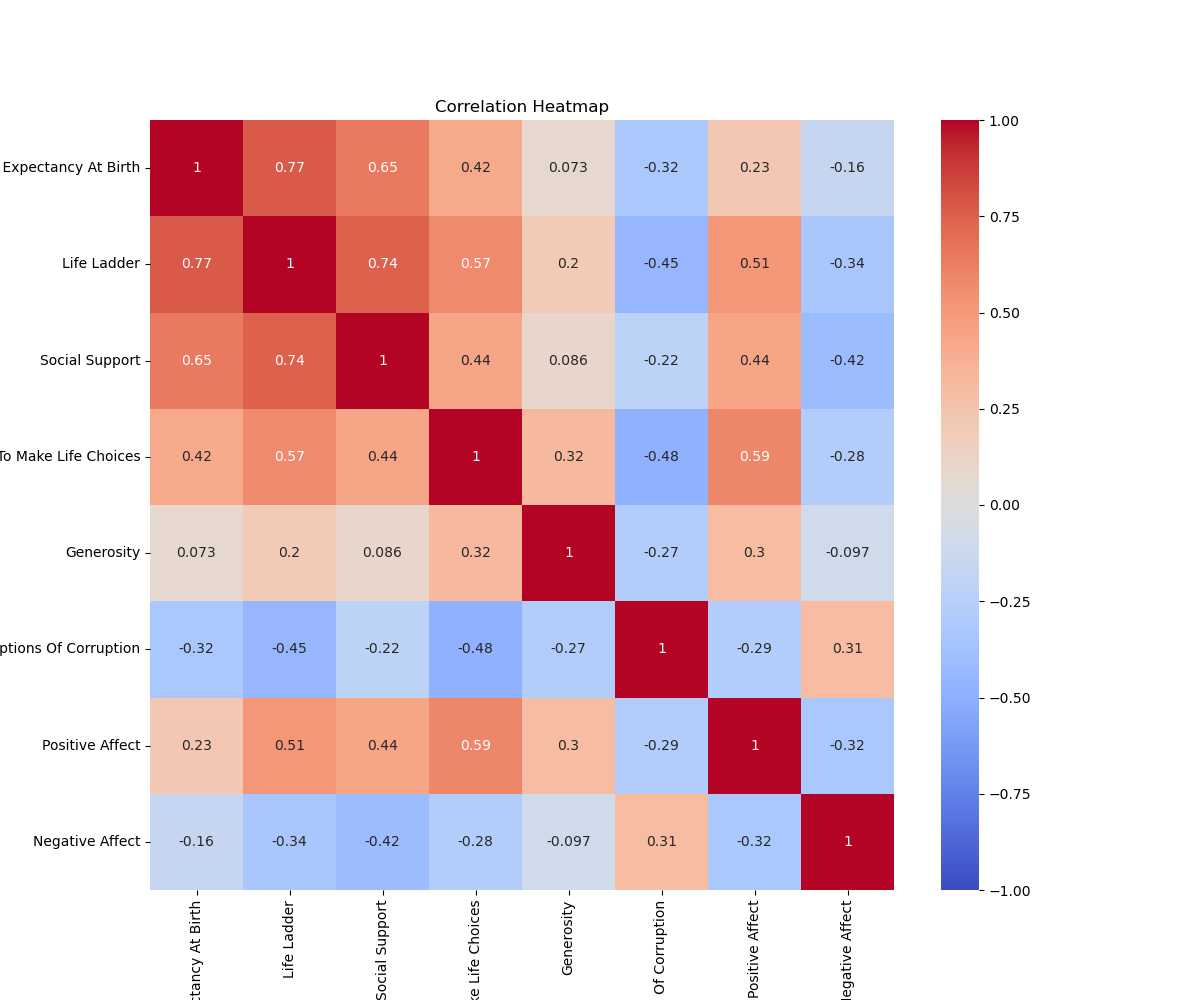 Correlation Heatmap
Expectancy At Birth 1 0.77 0.65 0.42 0.073 -0.32 0.23 -0.16
Life Ladder 0.77 1 0.74 0.57 0.2 -0.45 0.51 -0.34
Social Support 0.65 0.74 1 0.44 0.086 -0.22 0.44 -0.42
To Make Life Choices 0.42 0.57 0.44 1 0.32 -0.48 0.59 -0.28
Generosity 0.073 0.2 0.086 0.32 1 -0.27 0.3 -0.097
ptions Of Corruption -0.32 -0.45 -0.22 -0.48 -0.27 1 -0.29 0.31
Positive Affect 0.23 0.51 0.44 0.59 0.3 -0.29 1 -0.32
Negative Affect -0.16 -0.34 -0.42 -0.28 -0.097 0.31 -0.32 1
ctancy At Birth
Life Ladder
Social Support
ke Life Choices
Generosity
Of Corruption
Positive Affect
Negative Affect
1.00
0.75
0.50
0.25
0.00
−0.25
−0.50
−0.75
−1.00